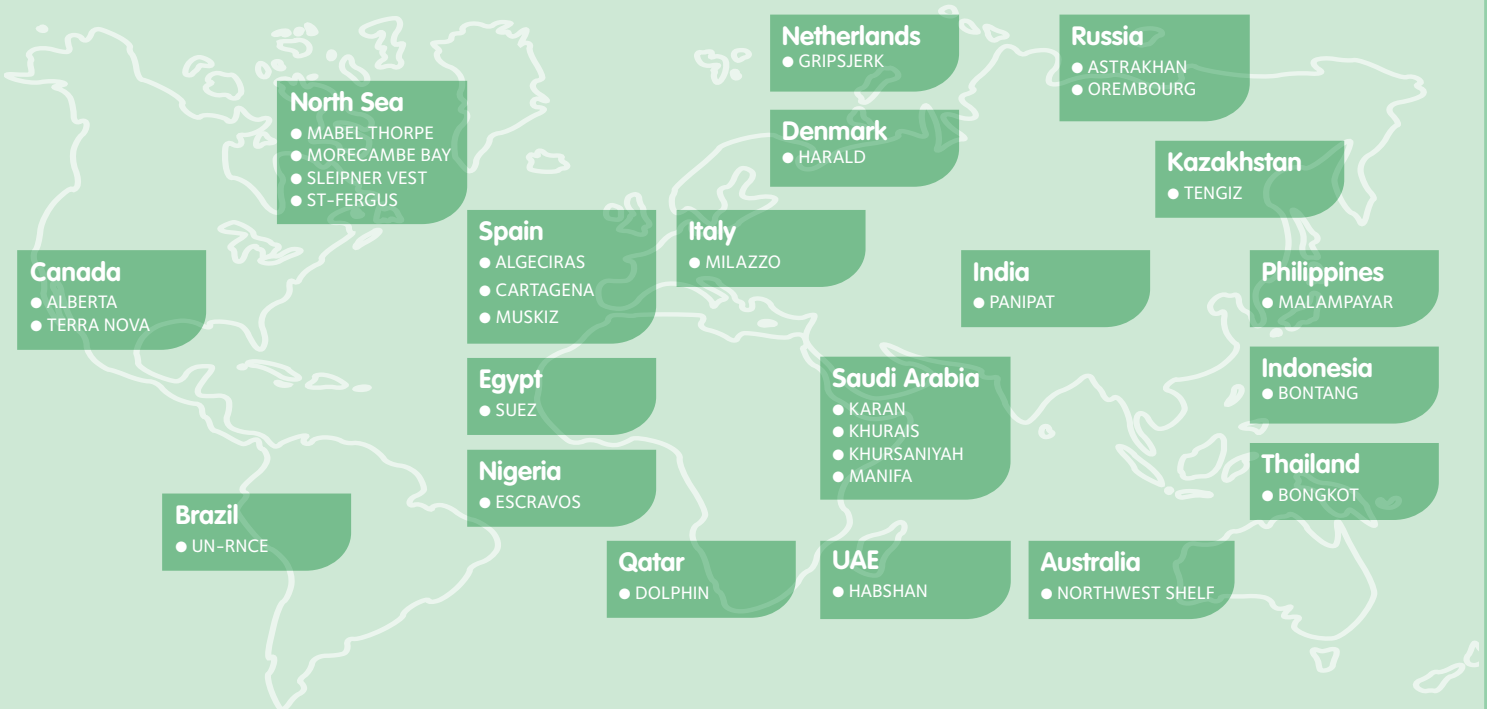 Netherlands
● GRIPSJERK
Russia
● ASTRAKHAN
● OREMBOURG
North Sea
● MABEL THORPE
● MORECAMBE BAY
● SLEIPNER VEST
● ST-FERGUS
Denmark
● HARALD
Kazakhstan
● TENGIZ
Spain
● ALGECIRAS
● CARTAGENA
● MUSKIZ
Italy
● MILAZZO
Canada
● ALBERTA
● TERRA NOVA
India
● PANIPAT
Philippines
● MALAMPAYAR
Egypt
● SUEZ
Saudi Arabia
● KARAN
● KHURAIS
● KHURSANIYAH
● MANIFA
Indonesia
● BONTANG
Nigeria
● ESCRAVOS
Thailand
● BONGKOT
Brazil
● UN-RNCE
Qatar
● DOLPHIN
UAE
● HABSHAN
Australia
● NORTHWEST SHELF